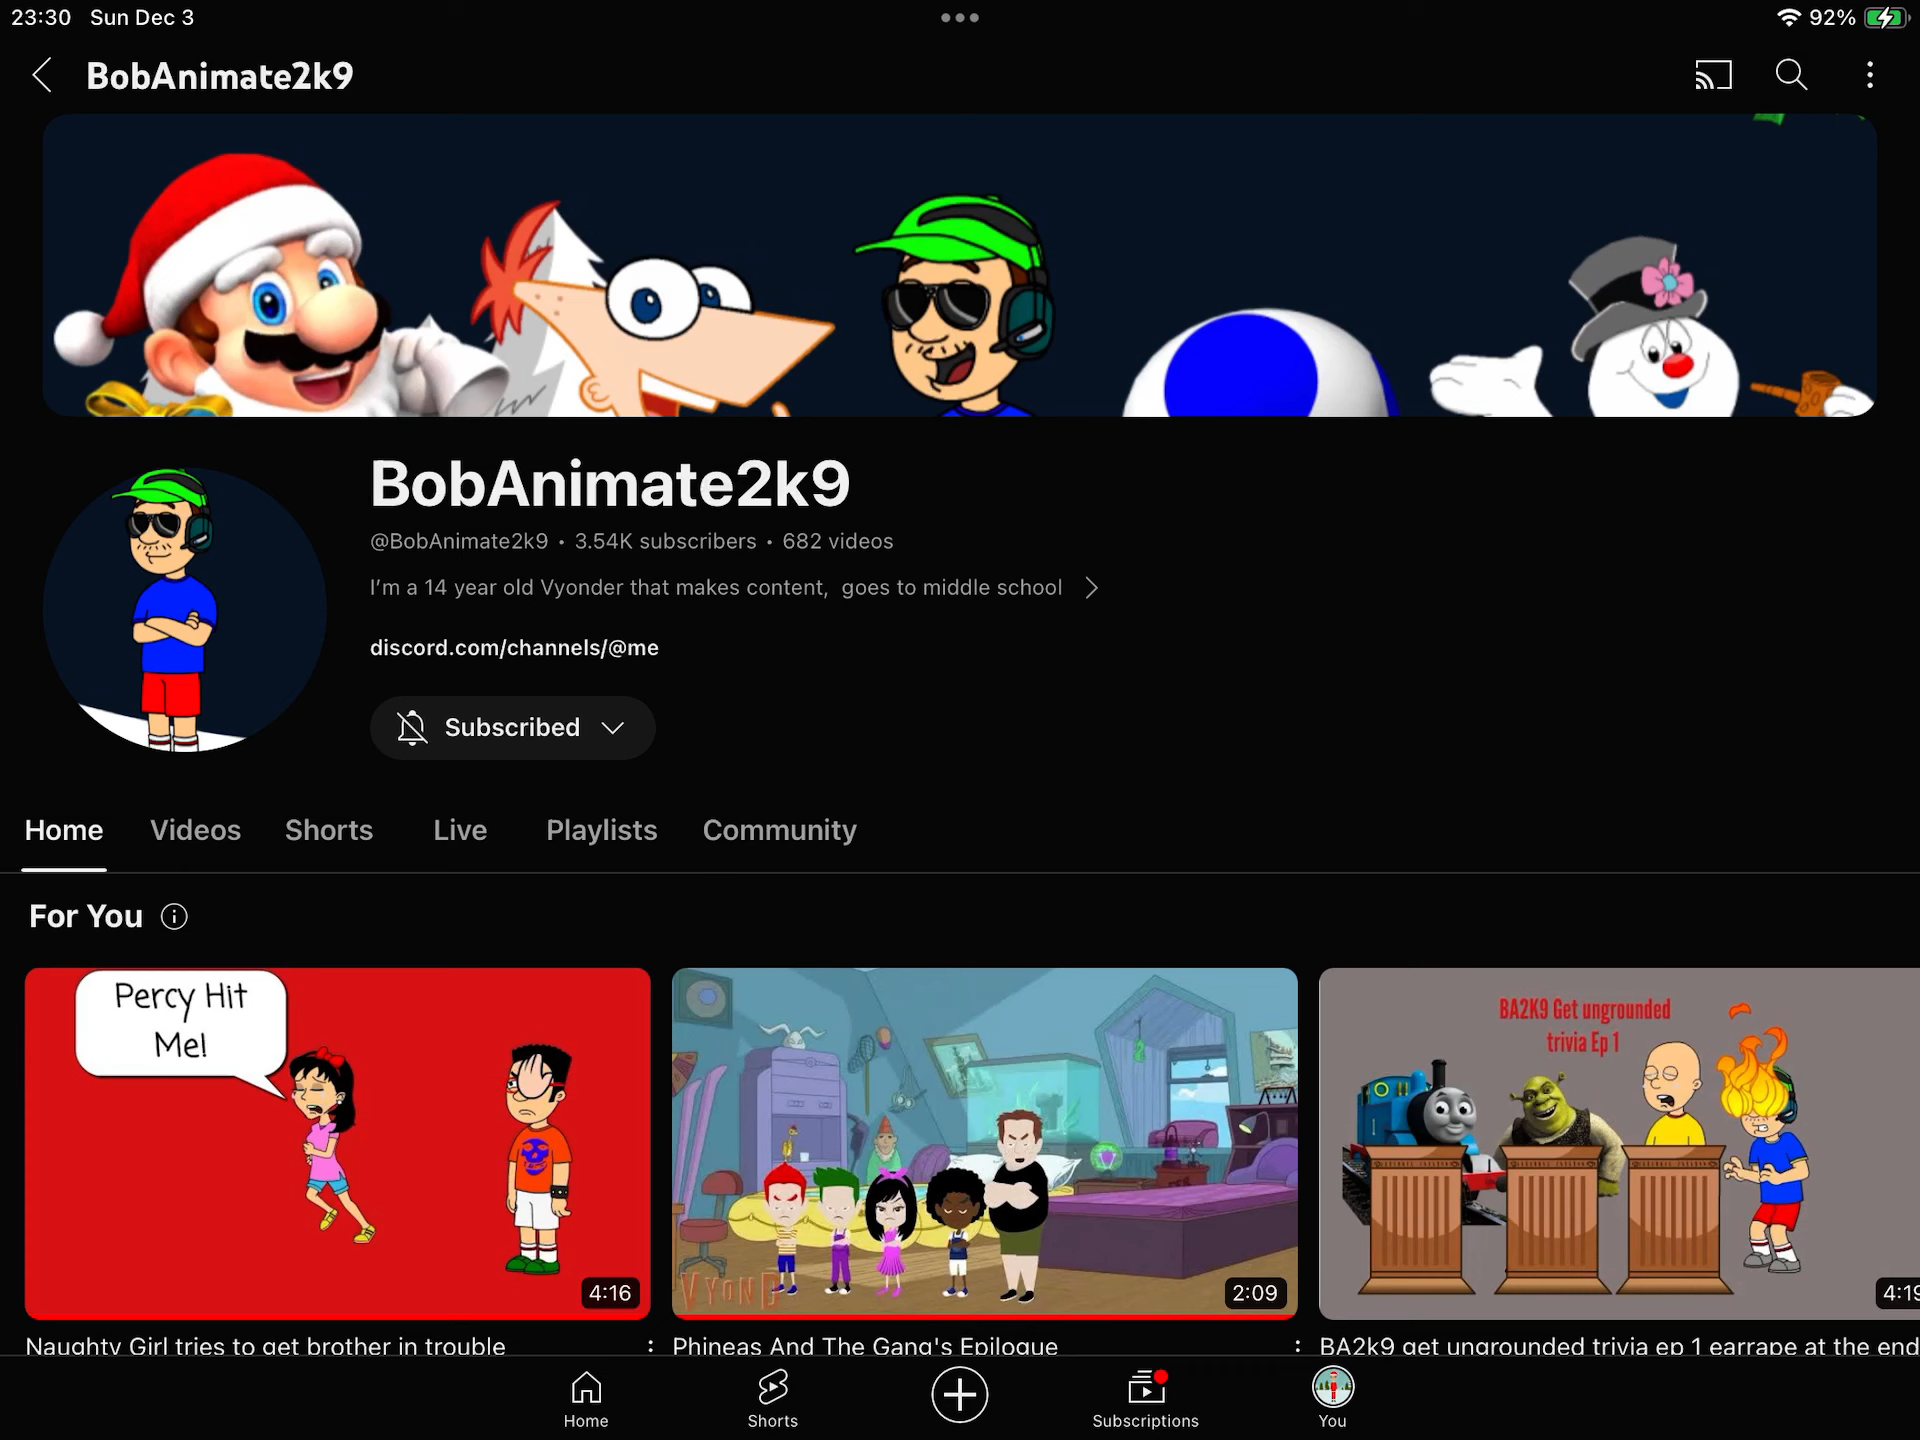 23:30 Sun Dec 3
92%
BobAnimate2k9
BobAnimate2k9
@BobAnimate2k9 • 3.54K subscribers • 682 videos
I’m a 14 year old Vyonder that makes content,  goes to middle school
discord.com/channels/@me
Subscribed
Home Videos Shorts Live Playlists Community
For You
Percy Hit
Me!
4:16
VYOND
2:09
BA2K9 Get ungrounded
trivia Ep 1
4:19
Naughty Girl tries to get brother in trouble
Phineas And The Gang's Epilogue
BA2k9 get ungrounded trivia ep 1 earrape at the end
Home Shorts Subscriptions You